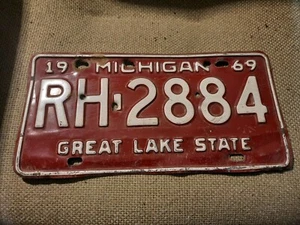 19 MICHIGAN 69
RH·2884
GREAT LAKE STATE